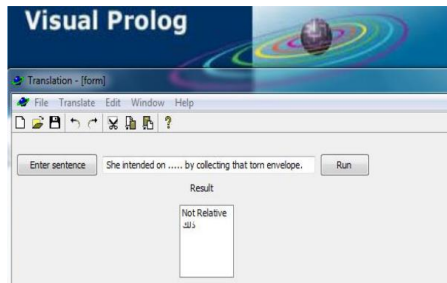 Visual Prolog
Translation - [form]
File Translate Edit Window Help
Enter sentence She intended on ..... by collecting that torn envelope. Run
Result
Not Relative
ذلك